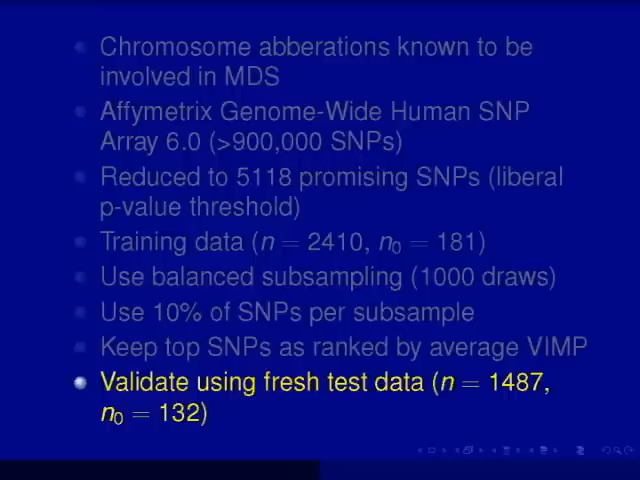 Chromosome abberations known to be
involved in MDS
Affymetrix Genome-Wide Human SNP
Array 6.0 (>900,000 SNPs)
Reduced to 5118 promising SNPs (liberal
p-value threshold)
Training data (n = 2410, n₀ = 181)
Use balanced subsampling (1000 draws)
Use 10% of SNPs per subsample
Keep top SNPs as ranked by average VIMP
Validate using fresh test data (n = 1487,
n₀ = 132)